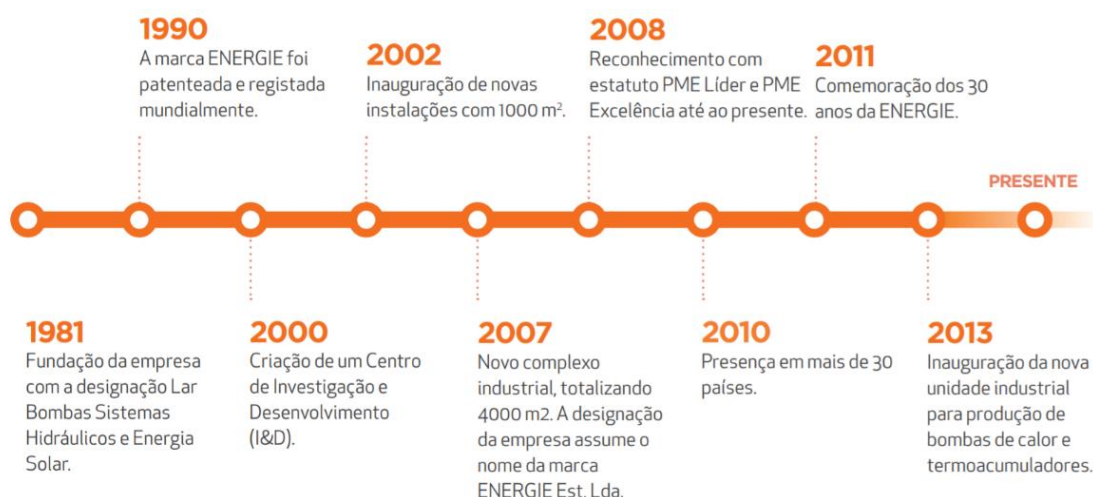 1990
A marca ENERGIE foi
patenteada e registada
mundialmente.
2002
Inauguração de novas
instalações com 1000 m².
2008
Reconhecimento com
estatuto PME Líder e PME
Excelência até ao presente.
2011
Comemoração dos 30
anos da ENERGIE.
PRESENTE
1981
Fundação da empresa
com a designação Lar
Bombas Sistemas
Hidráulicos e Energia
Solar.
2000
Criação de um Centro
de Investigação e
Desenvolvimento
(I&D).
2007
Novo complexo
industrial, totalizando
4000 m2. A designação
da empresa assume o
nome da marca
ENERGIE Est. Lda.
2010
Presença em mais de 30
países.
2013
Inauguração da nova
unidade industrial
para produção de
bombas de calor e
termoacumuladores.